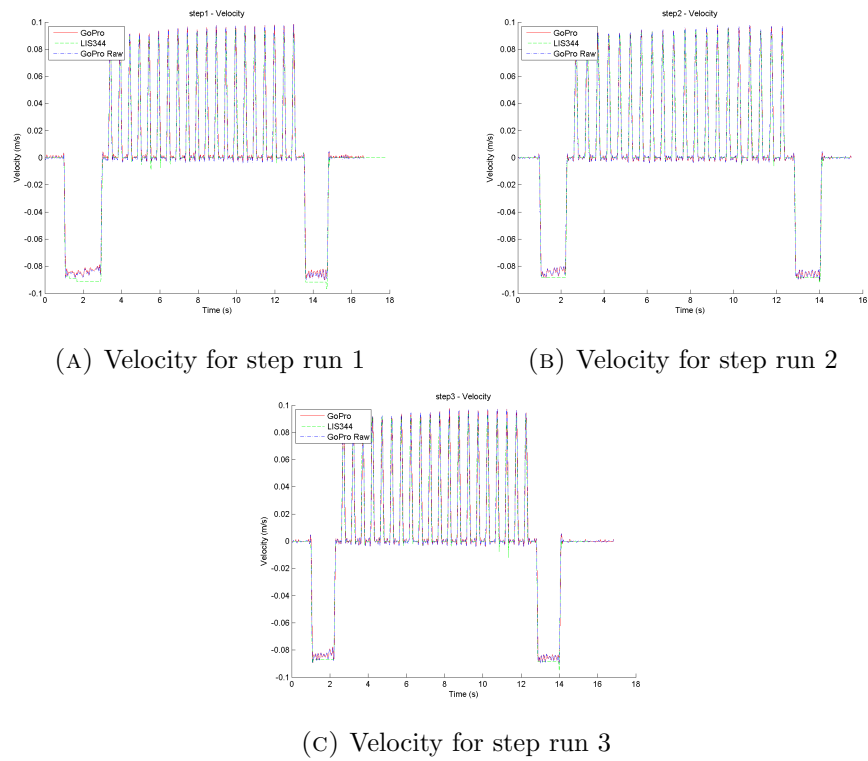 step1 - Velocity
GoPro
LIS344
GoPro Raw
0.1
0.08
0.06
0.04
0.02
0
-0.02
-0.04
-0.06
-0.08
-0.1
Velocity (m/s)
0 2 4 6 8 10 12 14 16 18
Time (s)
(A) Velocity for step run 1
step2 - Velocity
GoPro
LIS344
GoPro Raw
0.1
0.08
0.06
0.04
0.02
0
-0.02
-0.04
-0.06
-0.08
-0.1
Velocity (m/s)
0 2 4 6 8 10 12 14 16
Time (s)
(B) Velocity for step run 2
step3 - Velocity
GoPro
LIS344
GoPro Raw
0.1
0.08
0.06
0.04
0.02
0
-0.02
-0.04
-0.06
-0.08
-0.1
Velocity (m/s)
0 2 4 6 8 10 12 14 16 18
Time (s)
(C) Velocity for step run 3